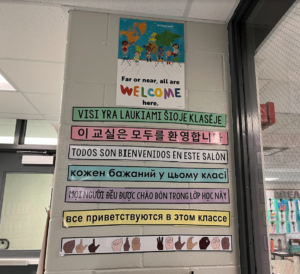 Far or near, all are
WELCOME
here.
VISI YRA LAUKIAMI ŠIOJE KLASĖJE
이 교실은 모두를 환영합니다
TODOS SON BIENVENIDOS EN ESTE SALÓN
кожен бажаний у цьому класі
MỌI NGƯỜI ĐỀU ĐƯỢC CHÀO ĐÓN TRONG LỚP HỌC NÀY
все приветствуются в этом классе